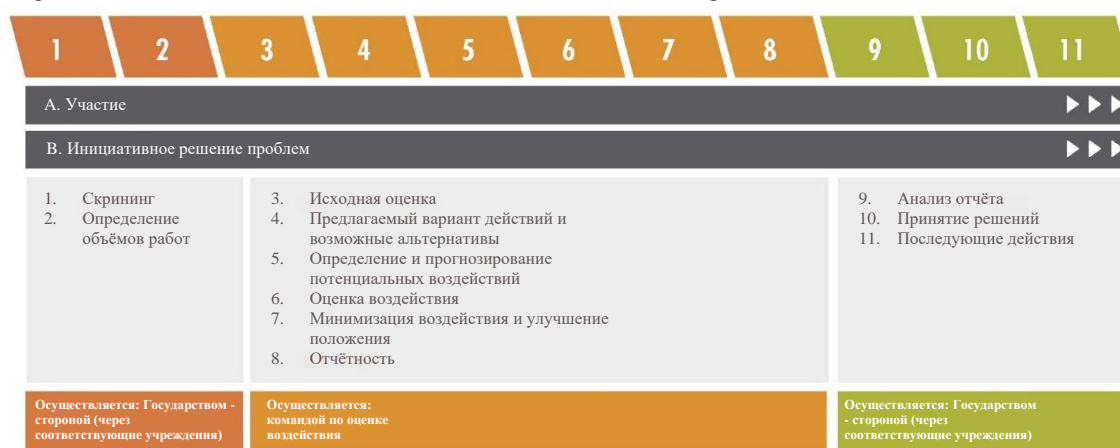 1 2 3 4 5 6 7 8 9 10 11
А. Участие
В. Инициативное решение проблем
1. Скрининг
2. Определение
объёмов работ
3. Исходная оценка
4. Предлагаемый вариант действий и
возможные альтернативы
5. Определение и прогнозирование
потенциальных воздействий
6. Оценка воздействия
7. Минимизация воздействия и улучшение
положения
8. Отчётность
9. Анализ отчёта
10. Принятие решений
11. Последующие действия
Осуществляется: Государством -
стороной (через
соответствующие учреждения)
Осуществляется:
командой по оценке
воздействия
Осуществляется: Государством
- стороной (через
соответствующие учреждения)